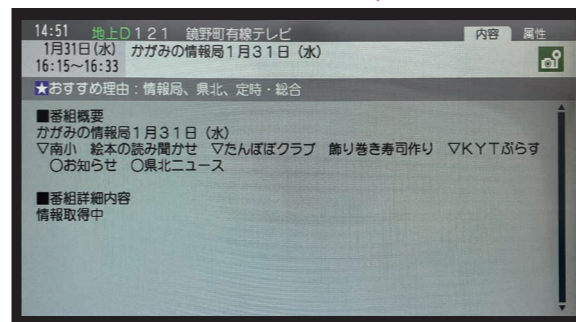 14:51 地上D121 鏡野町有線テレビ 内容 属性
1月31日(水) かがみの情報局1月31日(水)
16:15~16:33
★おすすめ理由:情報局、県北、定時・総合
■番組概要
かがみの情報局1月31日(水)
▽南小 絵本の読み聞かせ ▽たんぽぽクラブ 飾り巻き寿司作り ▽KYTぷらす
○お知らせ ○県北ニュース
■番組詳細内容
情報取得中